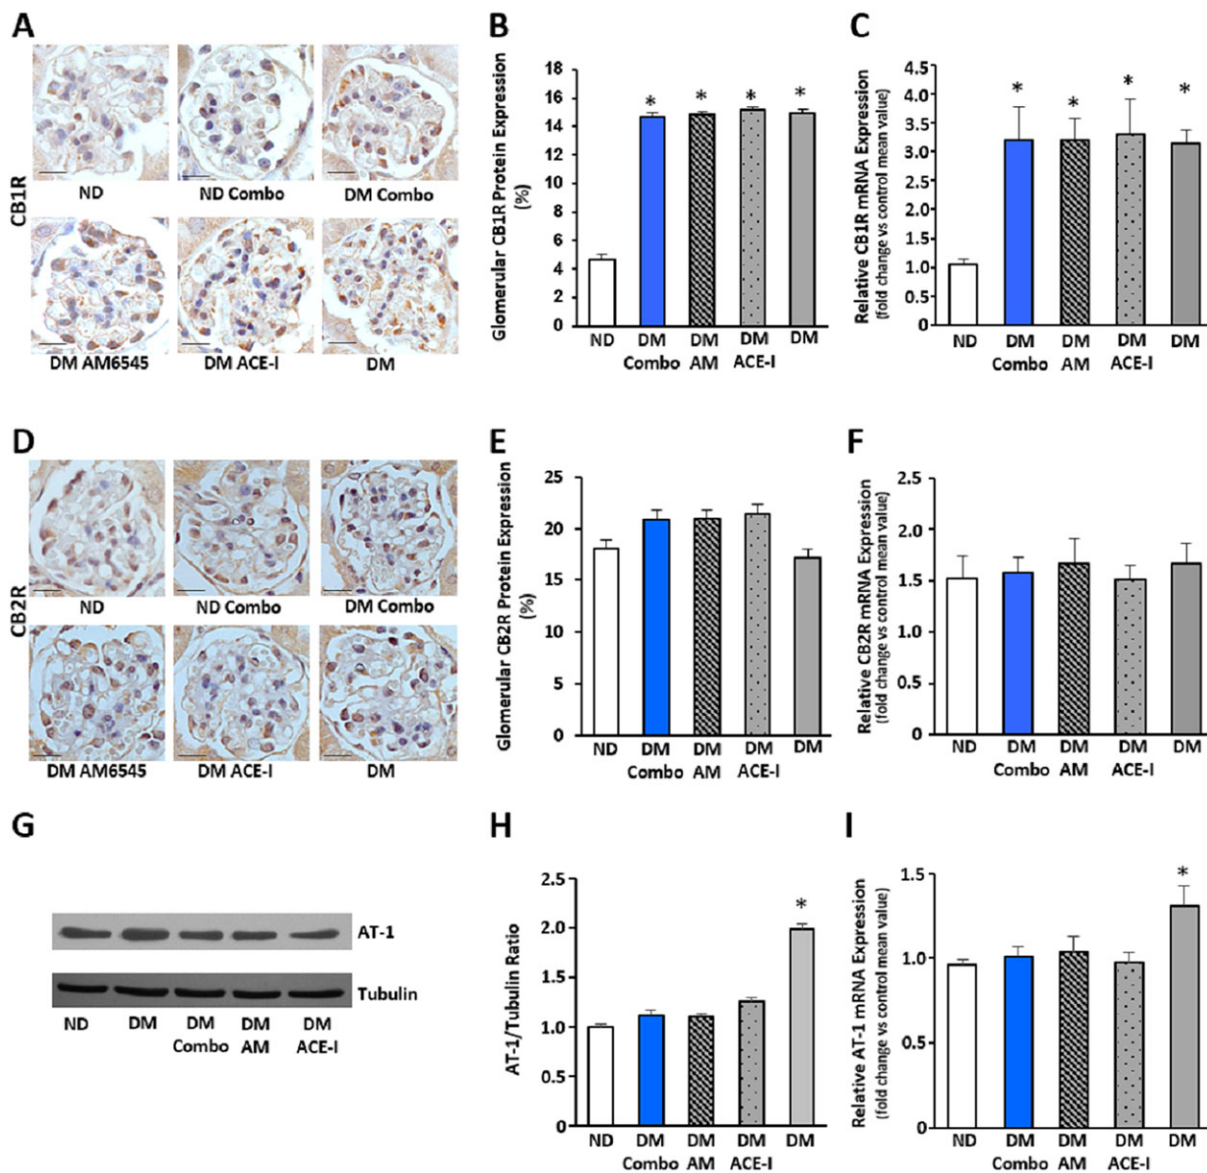 A
CB1R
ND
ND Combo
DM Combo
DM AM6545
DM ACE-I
DM
B
Glomerular CB1R Protein Expression
(%)
18
16
14
12
10
8
6
4
2
0
*
*
*
*
ND
DM
DM
DM
DM
Combo
AM
ACE-I
C
Relative CB1R mRNA Expression
(fold change vs control mean value)
4.5
4.0
3.5
3.0
2.5
2.0
1.5
1.0
0.5
0
*
*
*
*
ND
DM
DM
DM
DM
Combo
AM
ACE-I
D
CB2R
ND
ND Combo
DM Combo
DM AM6545
DM ACE-I
DM
E
Glomerular CB2R Protein Expression
(%)
25
20
15
10
5
0
ND
DM
DM
DM
DM
Combo
AM
ACE-I
F
Relative CB2R mRNA Expression
(fold change vs control mean value)
2.5
2.0
1.5
1.0
0.5
0
ND
DM
DM
DM
DM
Combo
AM
ACE-I
G
AT-1
Tubulin
ND
DM
DM
DM
DM
Combo
AM
ACE-I
H
AT-1/Tubulin Ratio
2.5
2.0
1.5
1.0
0.5
0
*
ND
DM
DM
DM
DM
Combo
AM
ACE-I
I
Relative AT-1 mRNA Expression
(fold change vs control mean value)
1.5
1.0
0.5
0
*
ND
DM
DM
DM
DM
Combo
AM
ACE-I